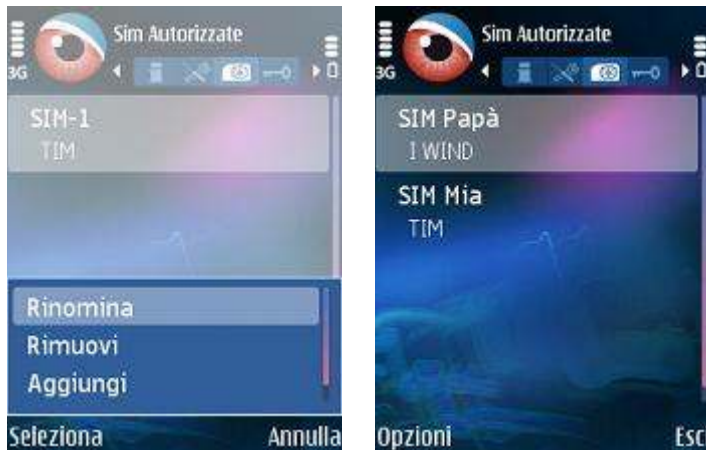 Sim Autorizzate
3G
SIM-1
TIM
Rinomina
Rimuovi
Aggiungi
Seleziona Annulla
Sim Autorizzate
3G
SIM Papà
I WIND
SIM Mia
TIM
Opzioni Esci